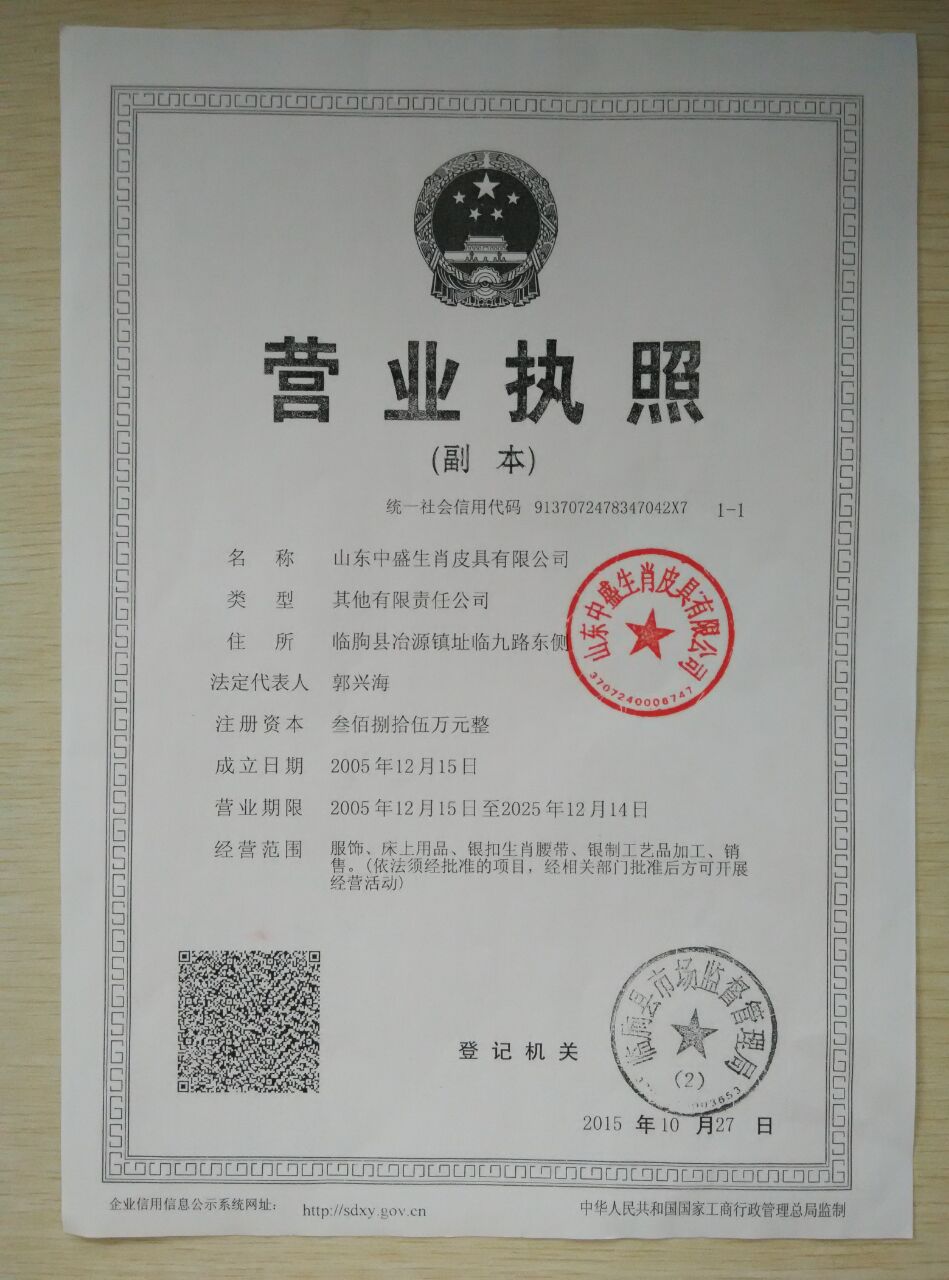 营业执照
(副 本)
统一社会信用代码 9137072478347042X7 1-1
名 称 山东中盛生肖皮具有限公司
类 型 其他有限责任公司
住 所 临朐县冶源镇址临九路东侧
法定代表人 郭兴海
注册资本 叁佰捌拾伍万元整
成立日期 2005年12月15日
营业期限 2005年12月15日至2025年12月14日
经营范围 服饰、床上用品、银扣生肖腰带、银制工艺品加工、销
售。(依法须经批准的项目，经相关部门批准后方可开展
经营活动)
山东中盛生肖皮具有限公司
3707240006747
登记机关
临朐县市场监督管理局
(2)
2015 年10 月27 日
企业信用信息公示系统网址： http://sdxy.gov.cn
中华人民共和国国家工商行政管理总局监制